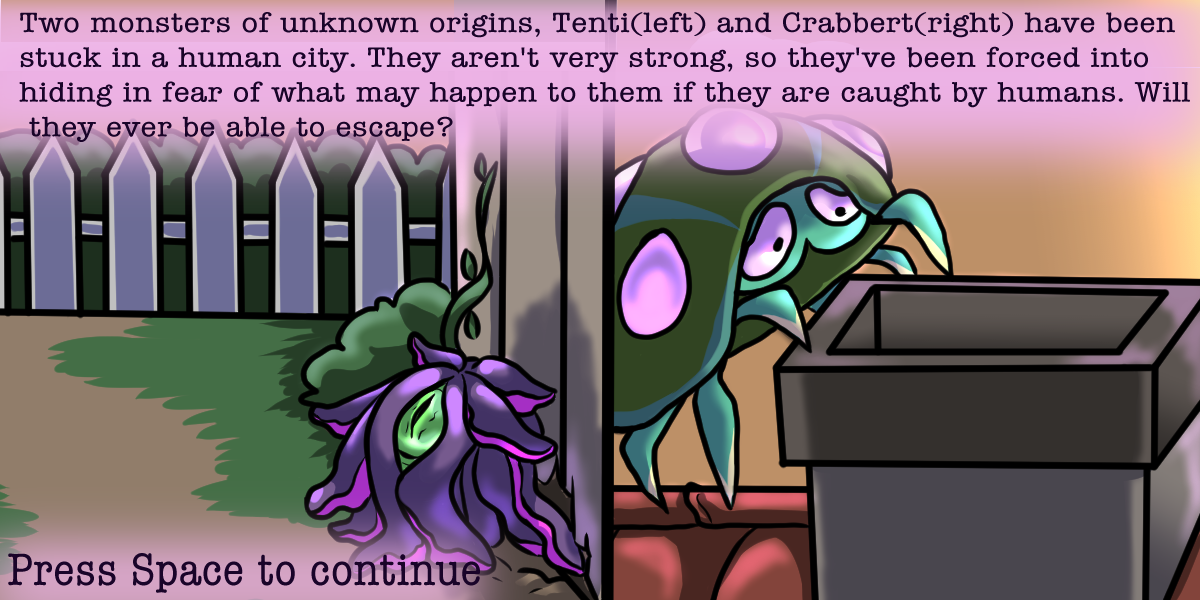 Two monsters of unknown origins, Tenti(left) and Crabbert(right) have been
stuck in a human city. They aren't very strong, so they've been forced into
hiding in fear of what may happen to them if they are caught by humans. Will
they ever be able to escape?
Press Space to continue